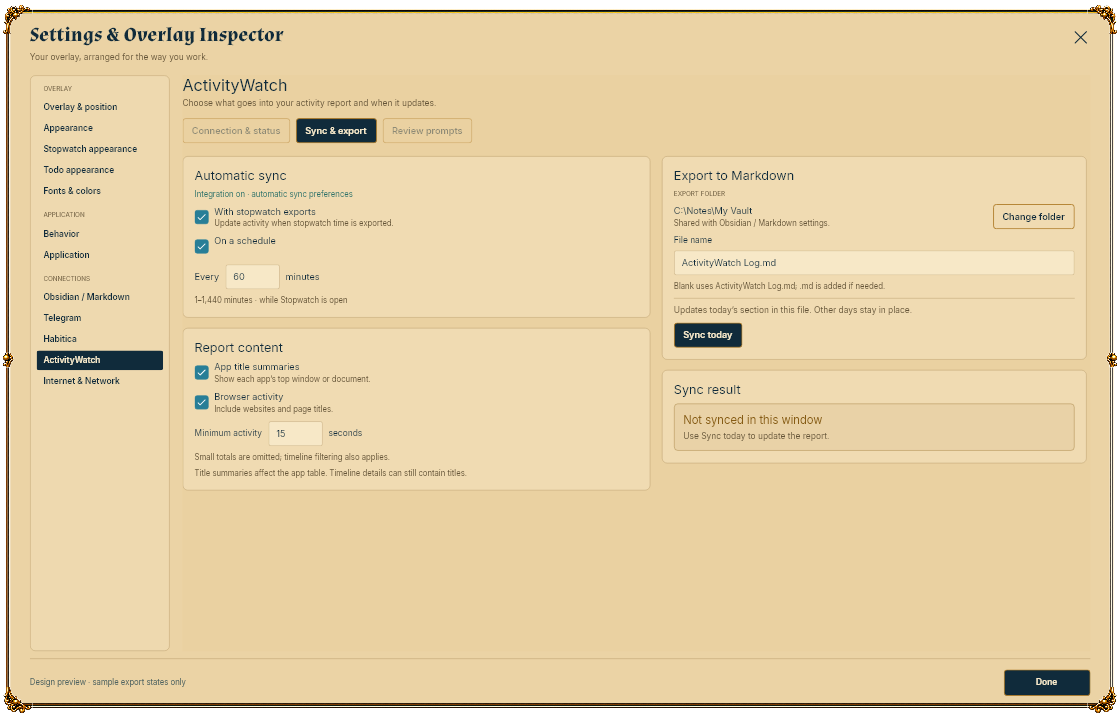 Settings & Overlay Inspector
Your overlay, arranged for the way you work.
OVERLAY
Overlay & position
Appearance
Stopwatch appearance
Todo appearance
Fonts & colors
APPLICATION
Behavior
Application
CONNECTIONS
Obsidian / Markdown
Telegram
Habitica
ActivityWatch
Internet & Network
ActivityWatch
Choose what goes into your activity report and when it updates.
Connection & status
Sync & export
Review prompts
Automatic sync
Integration on · automatic sync preferences
With stopwatch exports
Update activity when stopwatch time is exported.
On a schedule
Every 60 minutes
1–1,440 minutes · while Stopwatch is open
Report content
App title summaries
Show each app's top window or document.
Browser activity
Include websites and page titles.
Minimum activity 15 seconds
Small totals are omitted; timeline filtering also applies.
Title summaries affect the app table. Timeline details can still contain titles.
Export to Markdown
EXPORT FOLDER
C:\Notes\My Vault
Shared with Obsidian / Markdown settings.
Change folder
File name
ActivityWatch Log.md
Blank uses ActivityWatch Log.md; .md is added if needed.
Updates today's section in this file. Other days stay in place.
Sync today
Sync result
Not synced in this window
Use Sync today to update the report.
Design preview · sample export states only
Done